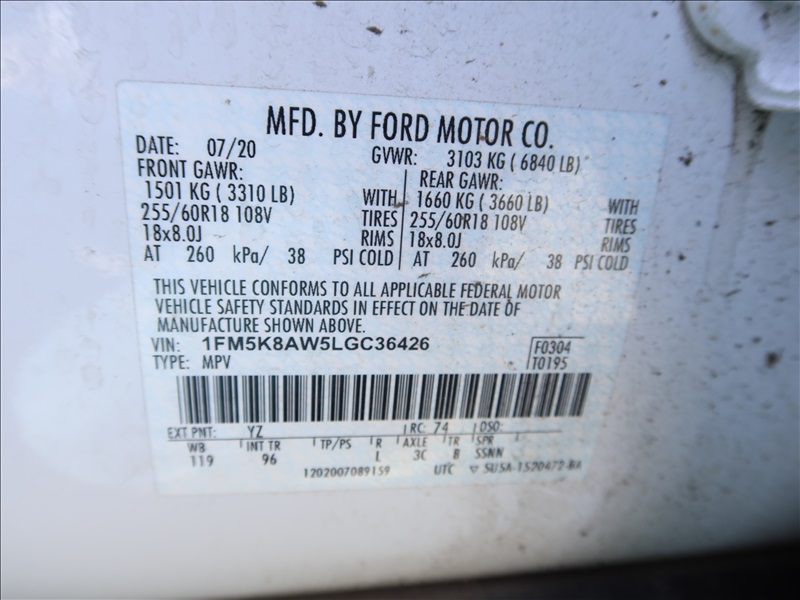 MFD. BY FORD MOTOR CO.
DATE: 07/20 GVWR: 3103 KG ( 6840 LB)
FRONT GAWR: REAR GAWR:
1501 KG ( 3310 LB) WITH 1660 KG ( 3660 LB) WITH
255/60R18 108V TIRES 255/60R18 108V TIRES
18x8.0J RIMS 18x8.0J RIMS
AT 260 kPa/ 38 PSI COLD AT 260 kPa/ 38 PSI COLD
THIS VEHICLE CONFORMS TO ALL APPLICABLE FEDERAL MOTOR
VEHICLE SAFETY STANDARDS IN EFFECT ON THE DATE OF
MANUFACTURE SHOWN ABOVE.
VIN: 1FM5K8AW5LGC36426 F0304
TYPE: MPV T0195
EXT PNT: YZ RC: 74 DSO:
WB INT TR TP/PS R AXLE TR SPR
119 96 L 3C B SSNN
1202007089159 UTC SU5A-1520472-BA